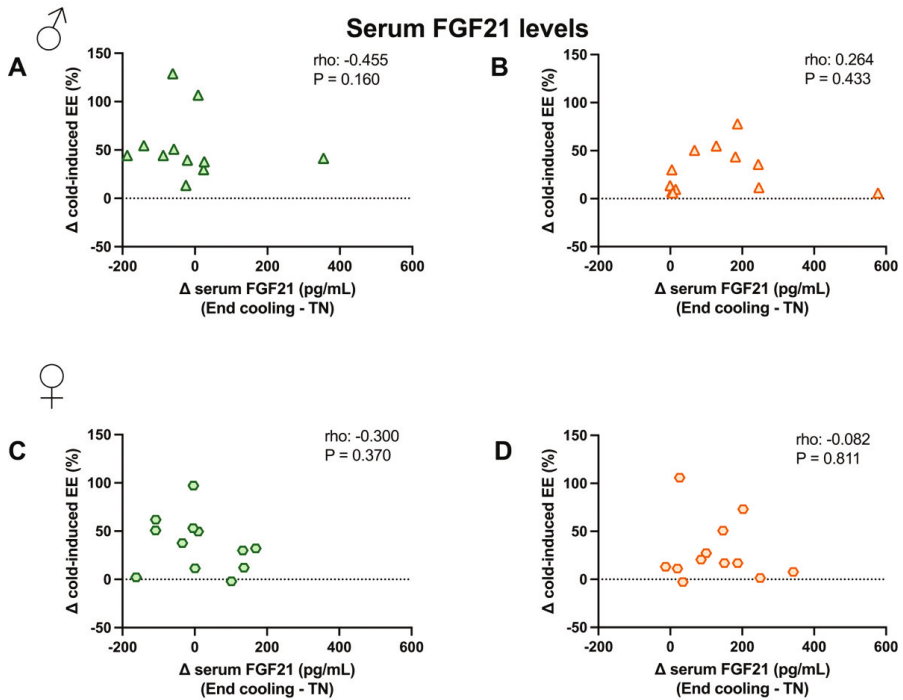 Serum FGF21 levels
A
rho: -0.455
P = 0.160
Δ cold-induced EE (%)
150
100
50
0
-50
-200
0
200
400
600
Δ serum FGF21 (pg/mL)
(End cooling - TN)
B
rho: 0.264
P = 0.433
Δ cold-induced EE (%)
150
100
50
0
-50
-200
0
200
400
600
Δ serum FGF21 (pg/mL)
(End cooling - TN)
C
rho: -0.300
P = 0.370
Δ cold-induced EE (%)
150
100
50
0
-50
-200
0
200
400
600
Δ serum FGF21 (pg/mL)
(End cooling - TN)
D
rho: -0.082
P = 0.811
Δ cold-induced EE (%)
150
100
50
0
-50
-200
0
200
400
600
Δ serum FGF21 (pg/mL)
(End cooling - TN)